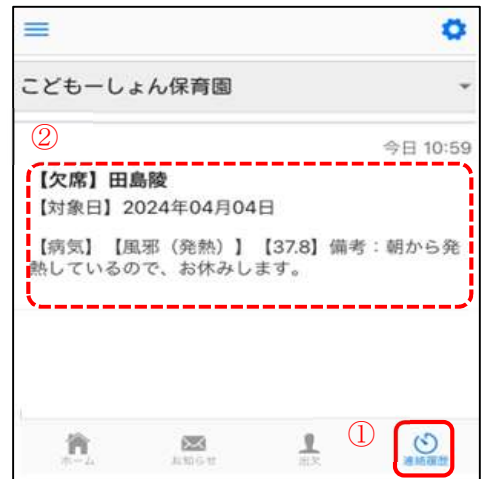 こどもーしょん保育園
②
今日 10:59
【欠席】田島陵
【対象日】2024年04月04日
【病気】【風邪（発熱）】【37.8】備考：朝から発
熱しているので、お休みします。
①
ホーム
お知らせ
出欠
連絡履歴